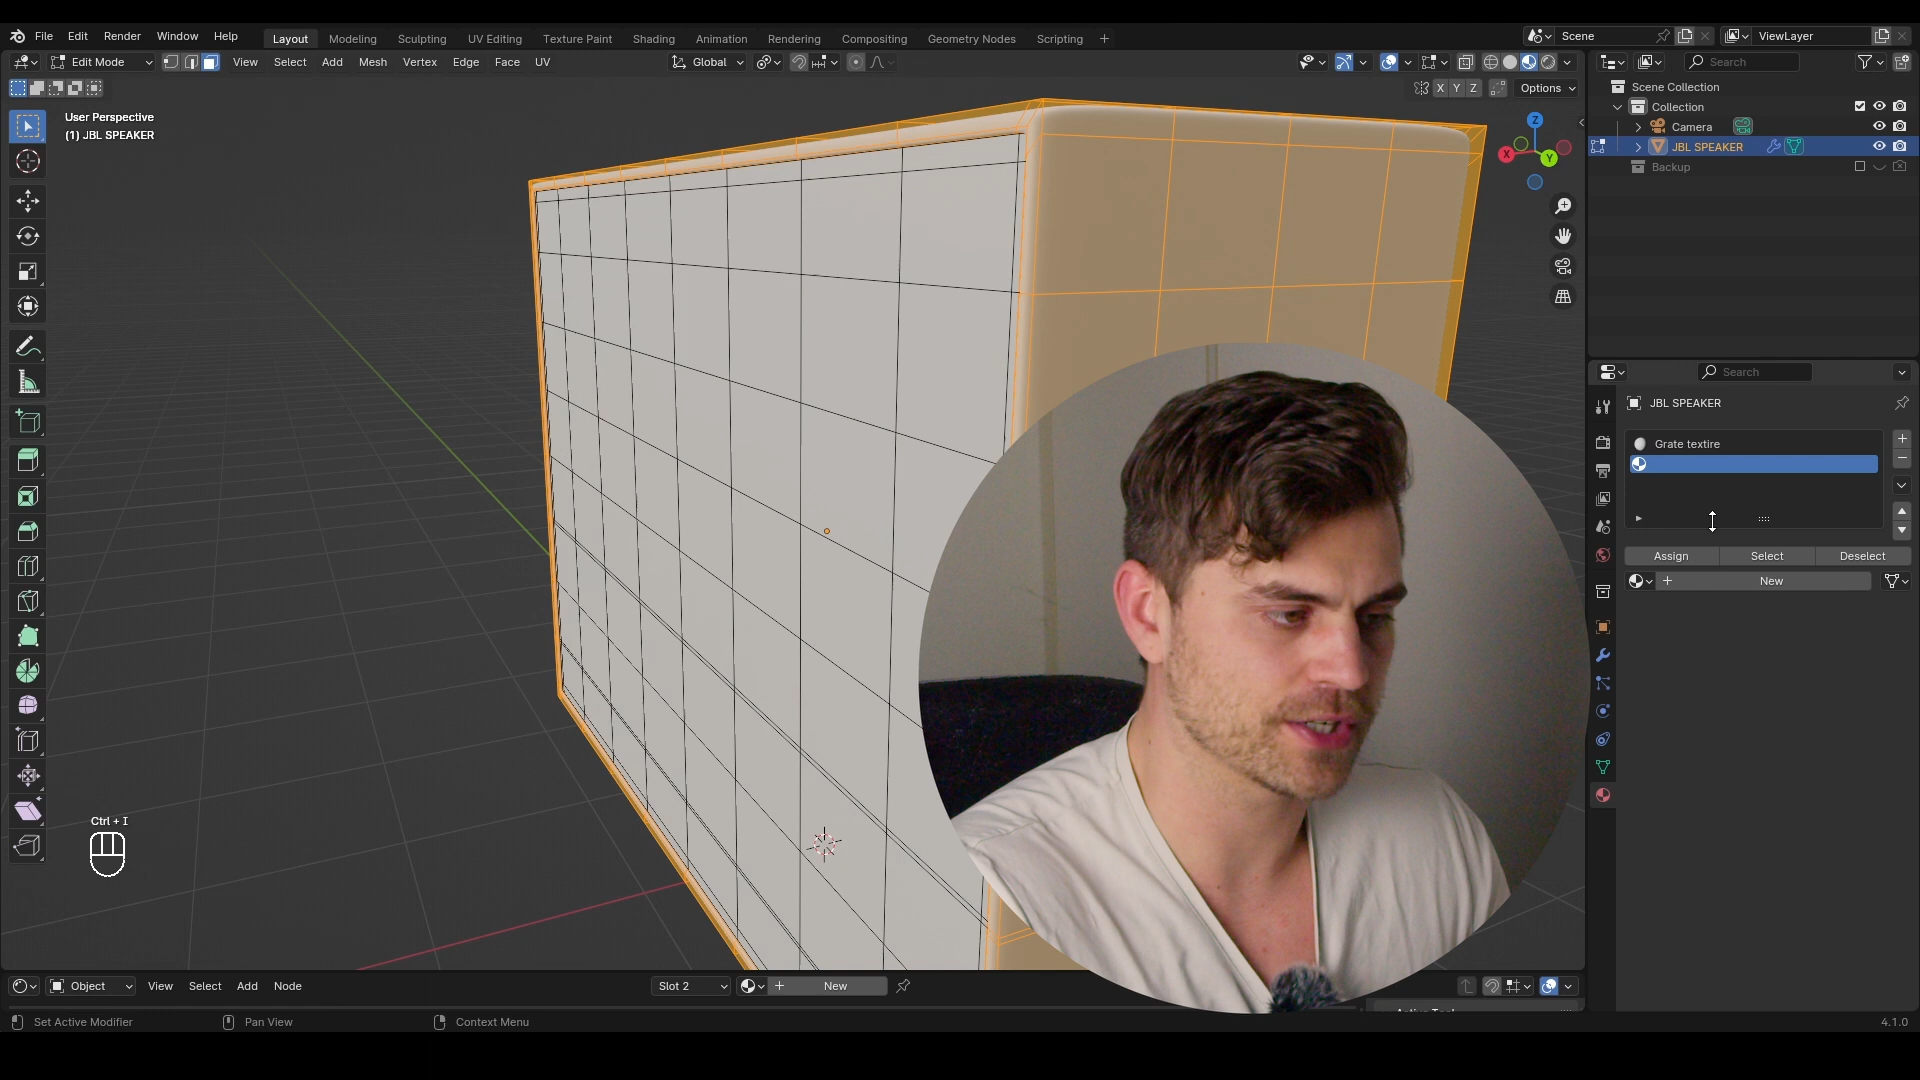 File Edit Render Window Help Layout Modeling Sculpting UV Editing Texture Paint Shading Animation Rendering Compositing Geometry Nodes Scripting + Scene ViewLayer
Edit Mode View Select Add Mesh Vertex Edge Face UV Global Search
X Y Z Options
Scene Collection
Collection
Camera
JBL SPEAKER
Backup
User Perspective
(1) JBL SPEAKER
Z
X
Y
Search
JBL SPEAKER
Grate textire
Assign Select Deselect
New
Ctrl + I
Object View Select Add Node Slot 2 New
Set Active Modifier Pan View Context Menu 4.1.0